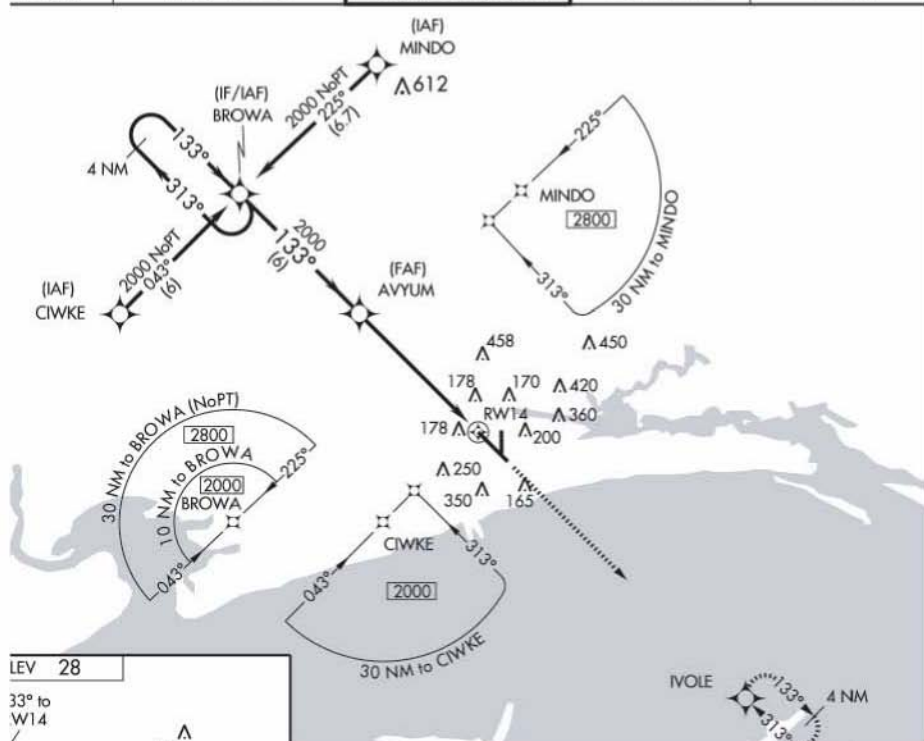 (IAF)
MINDO
612
(IF/IAF)
BROWA
2000 NoPT
225°
(6.7)
133°
4 NM
313°
2000 NoPT
043°
(6)
(IAF)
CIWKE
2000
133°
(6)
(FAF)
AVYUM
225°
MINDO
2800
313°
30 NM to MINDO
458
450
178
170
420
RW14
360
178
200
250
350
165
30 NM to BROWA (NoPT)
2800
10 NM to BROWA
2000
BROWA
225°
043°
CIWKE
313°
043°
2000
30 NM to CIWKE
LEV 28
33° to
W14
IVOLE
133°
4 NM
313°